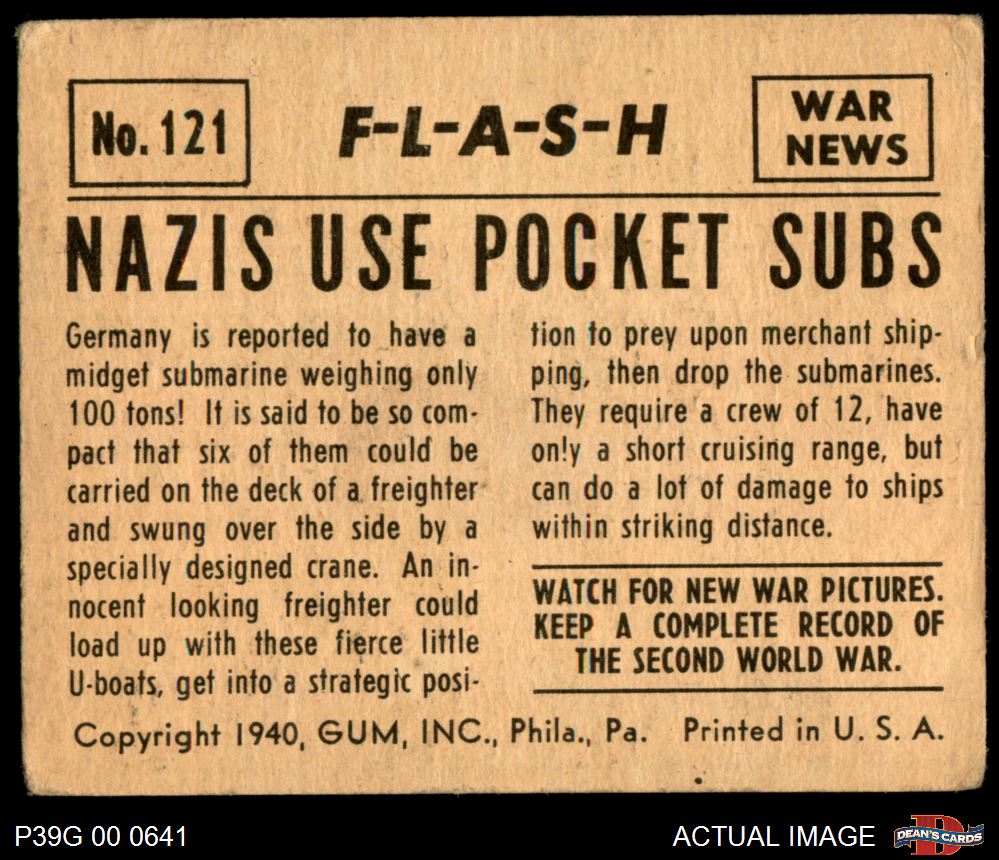 No. 121
F-L-A-S-H
WAR
NEWS
NAZIS USE POCKET SUBS
Germany is reported to have a
midget submarine weighing only
100 tons! It is said to be so com-
pact that six of them could be
carried on the deck of a freighter
and swung over the side by a
specially designed crane. An in-
nocent looking freighter could
load up with these fierce little
U-boats, get into a strategic posi-
tion to prey upon merchant ship-
ping, then drop the submarines.
They require a crew of 12, have
only a short cruising range, but
can do a lot of damage to ships
within striking distance.
WATCH FOR NEW WAR PICTURES.
KEEP A COMPLETE RECORD OF
THE SECOND WORLD WAR.
Copyright 1940, GUM, INC., Phila., Pa. Printed in U. S. A.
P39G 00 0641
ACTUAL IMAGE
DEAN'S CARDS